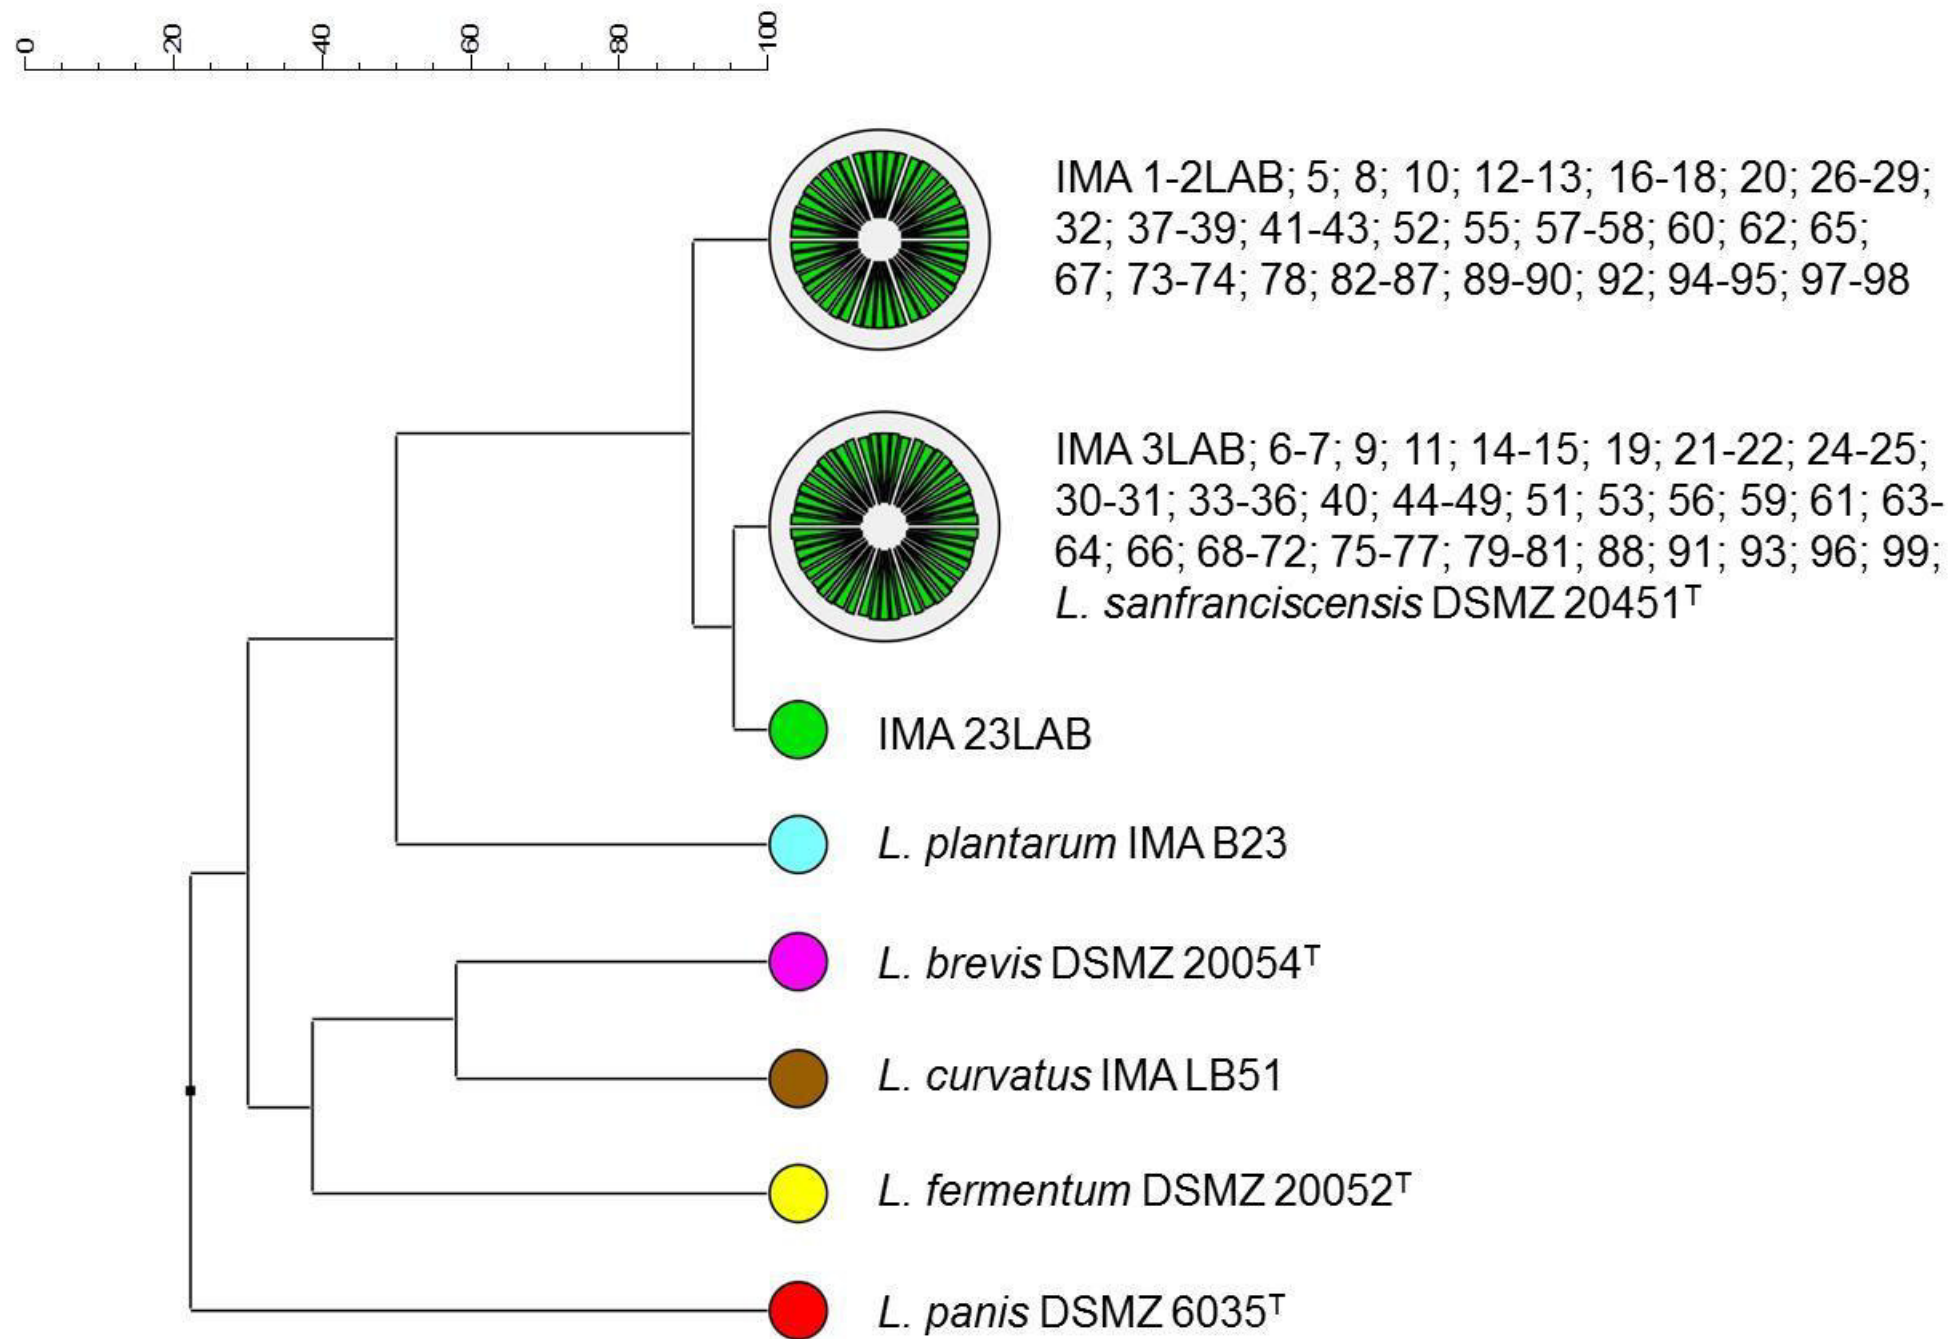 0 20 40 60 80 100
IMA 1-2LAB; 5; 8; 10; 12-13; 16-18; 20; 26-29;
32; 37-39; 41-43; 52; 55; 57-58; 60; 62; 65;
67; 73-74; 78; 82-87; 89-90; 92; 94-95; 97-98
IMA 3LAB; 6-7; 9; 11; 14-15; 19; 21-22; 24-25;
30-31; 33-36; 40; 44-49; 51; 53; 56; 59; 61; 63-
64; 66; 68-72; 75-77; 79-81; 88; 91; 93; 96; 99;
L. sanfranciscensis DSMZ 20451ᵀ
IMA 23LAB
L. plantarum IMA B23
L. brevis DSMZ 20054ᵀ
L. curvatus IMA LB51
L. fermentum DSMZ 20052ᵀ
L. panis DSMZ 6035ᵀ